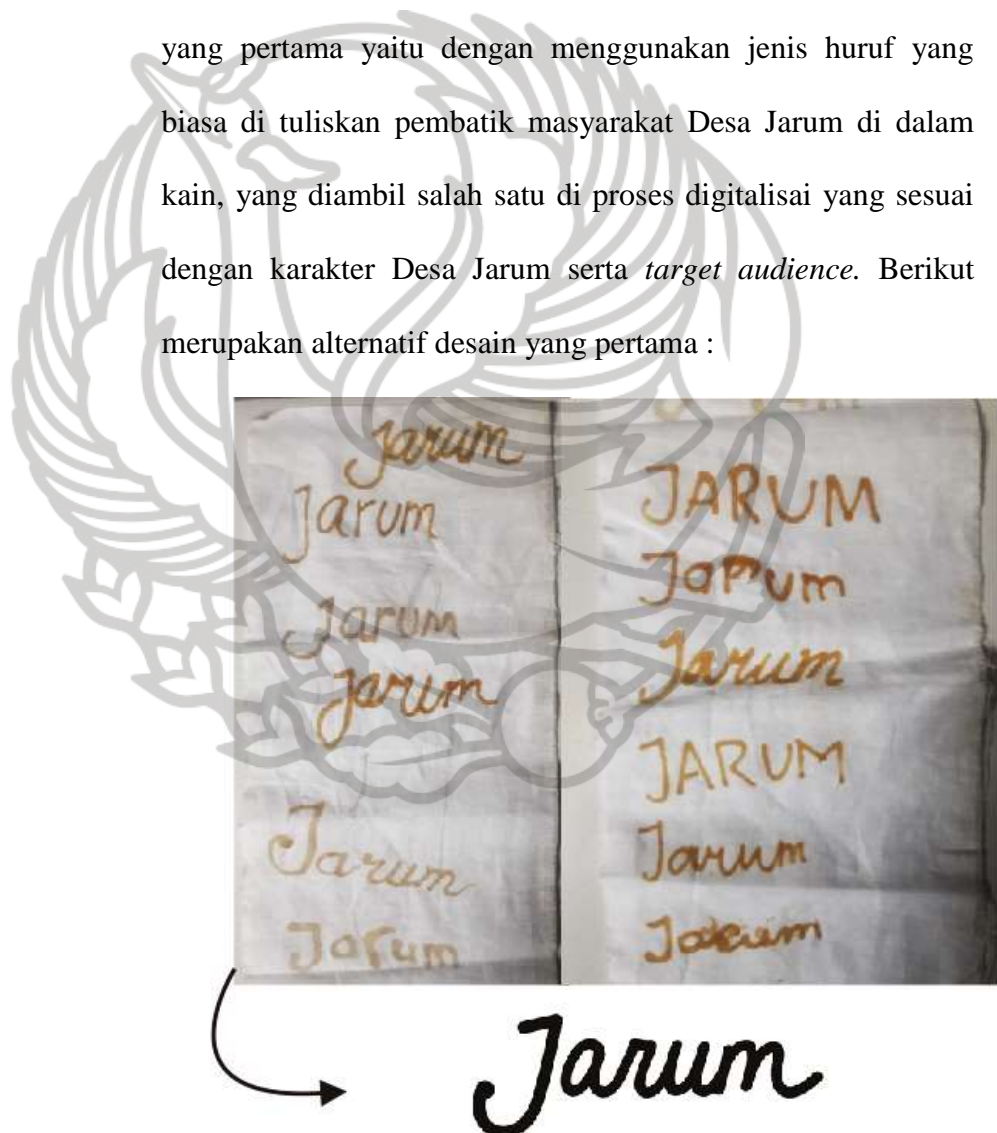 yang pertama yaitu dengan menggunakan jenis huruf yang
biasa di tuliskan pembatik masyarakat Desa Jarum di dalam
kain, yang diambil salah satu di proses digitalisai yang sesuai
dengan karakter Desa Jarum serta target audience. Berikut
merupakan alternatif desain yang pertama :
Jarum
Jarum
Jarum
Jarum
Jarum
Jarum
JARUM
Jarum
Jarum
JARUM
Jarum
Jarum
Jarum